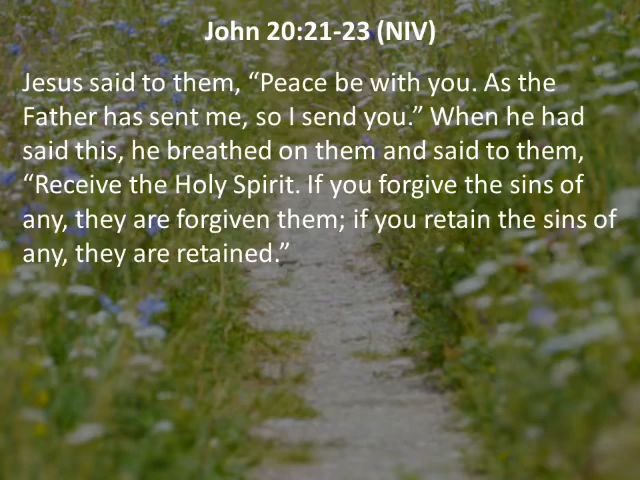 John 20:21-23 (NIV)
Jesus said to them, “Peace be with you. As the
Father has sent me, so I send you.” When he had
said this, he breathed on them and said to them,
“Receive the Holy Spirit. If you forgive the sins of
any, they are forgiven them; if you retain the sins of
any, they are retained.”